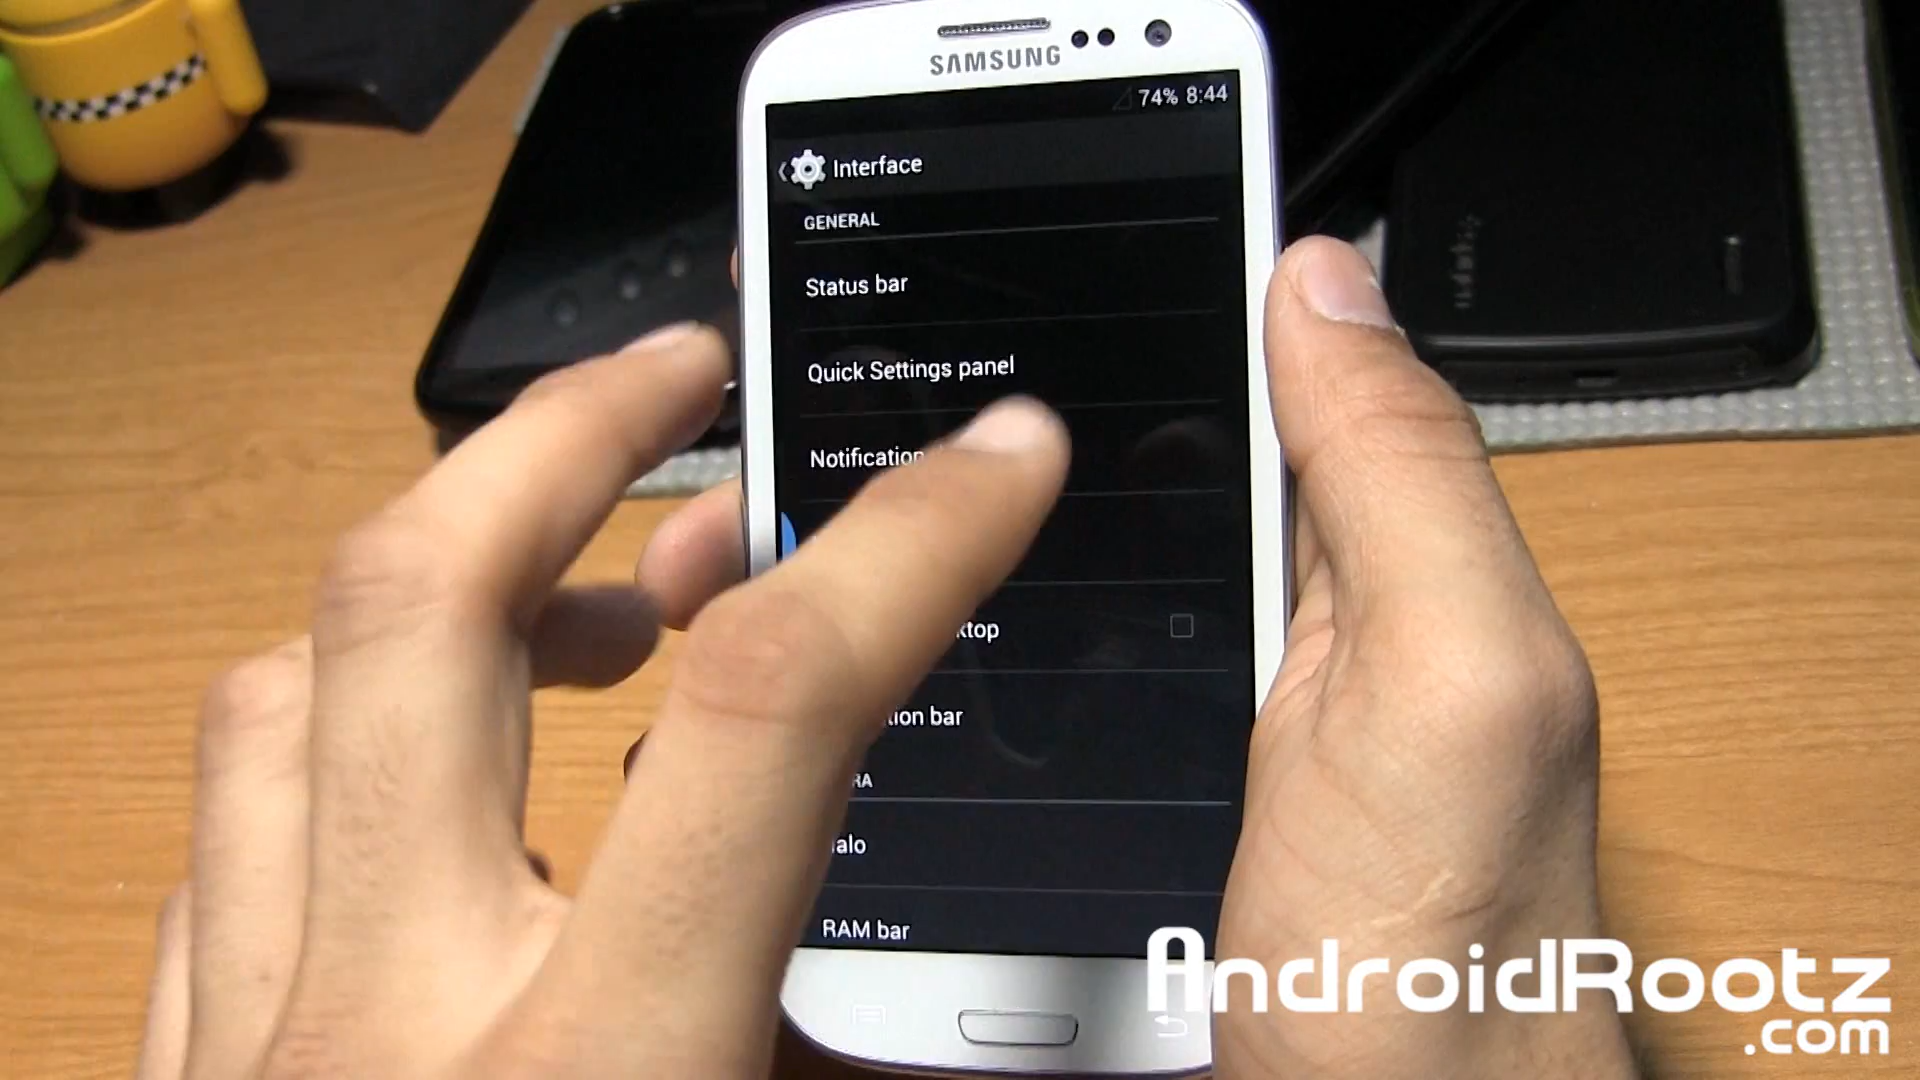 SAMSUNG
74% 8:44
Interface
GENERAL
Status bar
Quick Settings panel
Notification
ktop
tion bar
RA
alo
RAM bar
AndroidRootz
.com